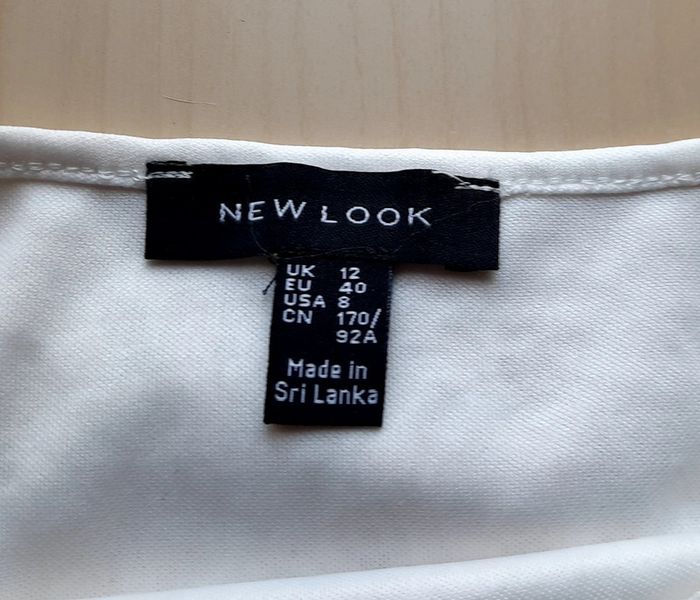 NEW LOOK
UK 12
EU 40
USA 8
CN 170/
92A
Made in
Sri Lanka